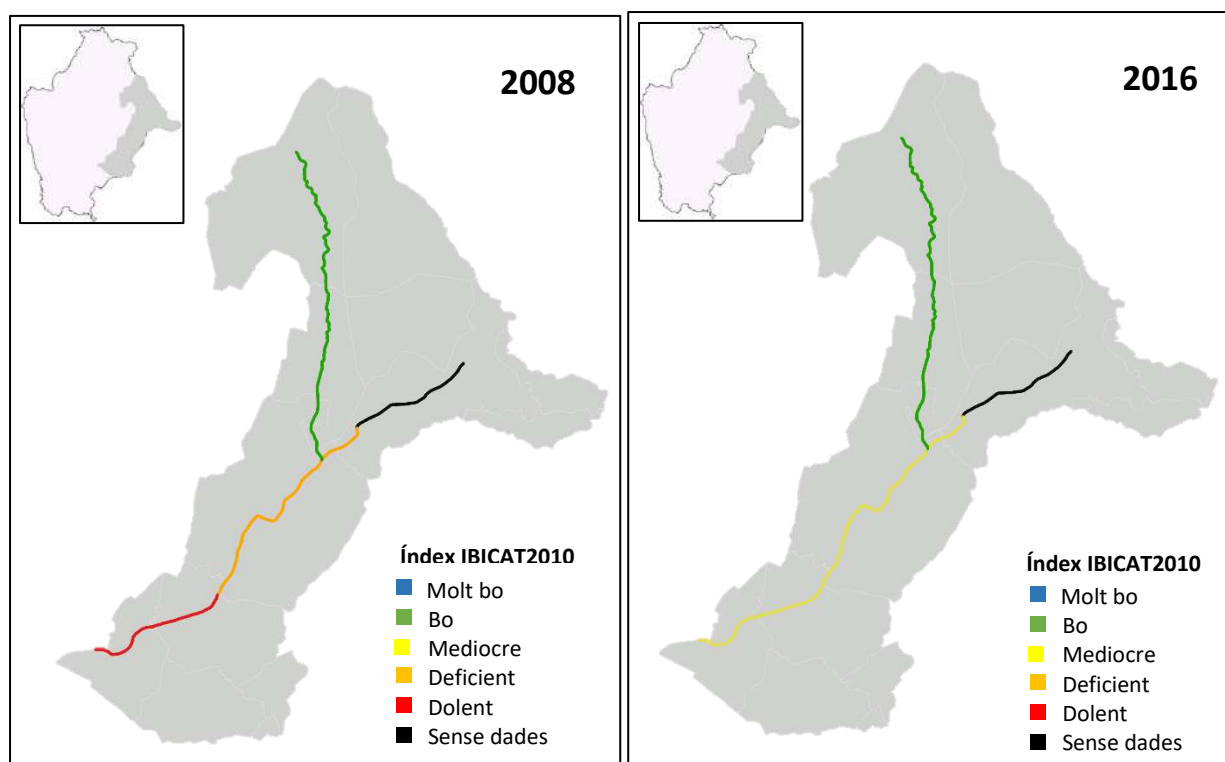 2008
Índex IBICAT2010
Molt bo
Bo
Mediocre
Deficient
Dolent
Sense dades
2016
Índex IBICAT2010
Molt bo
Bo
Mediocre
Deficient
Dolent
Sense dades